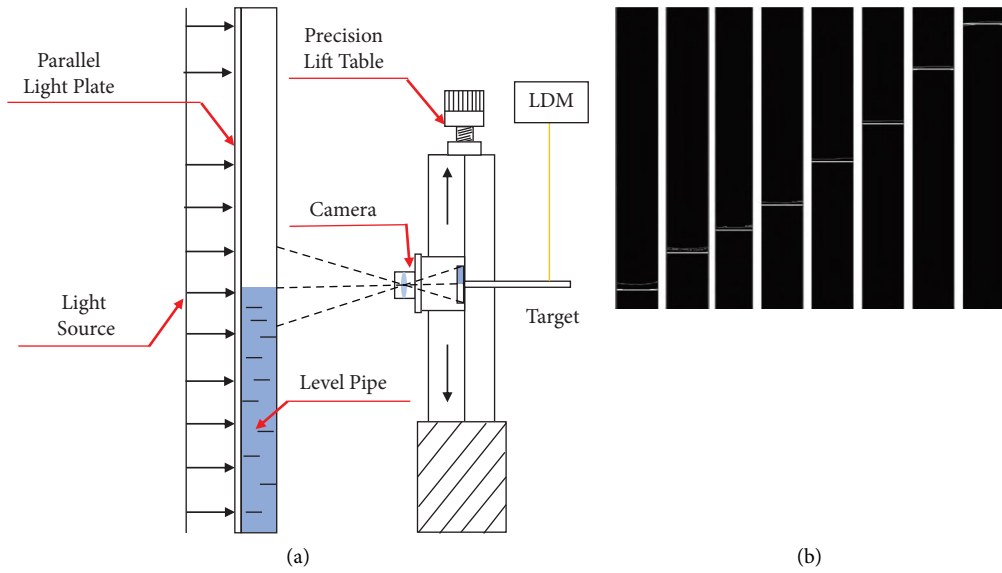 Parallel
Light Plate
Precision
Lift Table
LDM
Camera
Light
Source
Target
Level Pipe
(a)
(b)